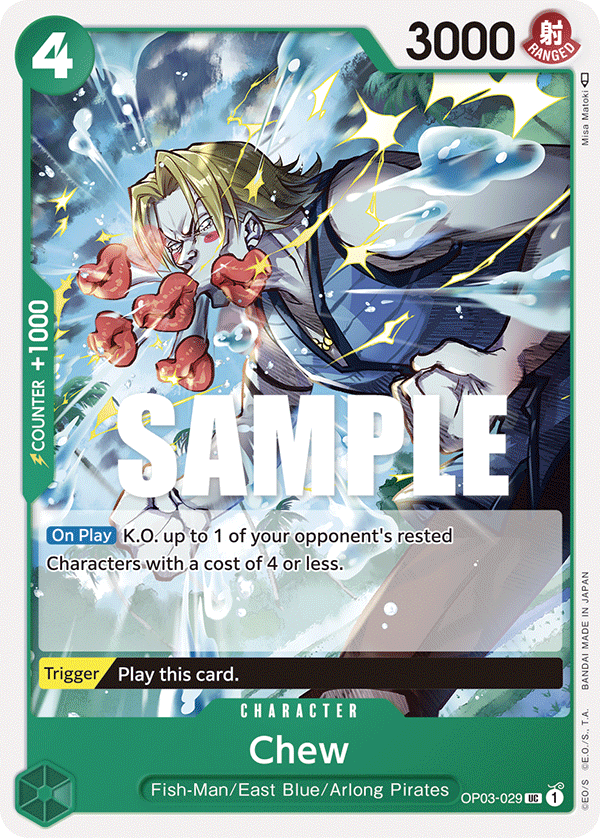 4
3000
射
RANGED
Misa Matoki
COUNTER +1000
SAMPLE
On Play K.O. up to 1 of your opponent's rested
Characters with a cost of 4 or less.
Trigger Play this card.
CHARACTER
Chew
Fish-Man/East Blue/Arlong Pirates
OP03-029 UC 1
©E.O/S ©E.O./S., T.A. BANDAI MADE IN JAPAN